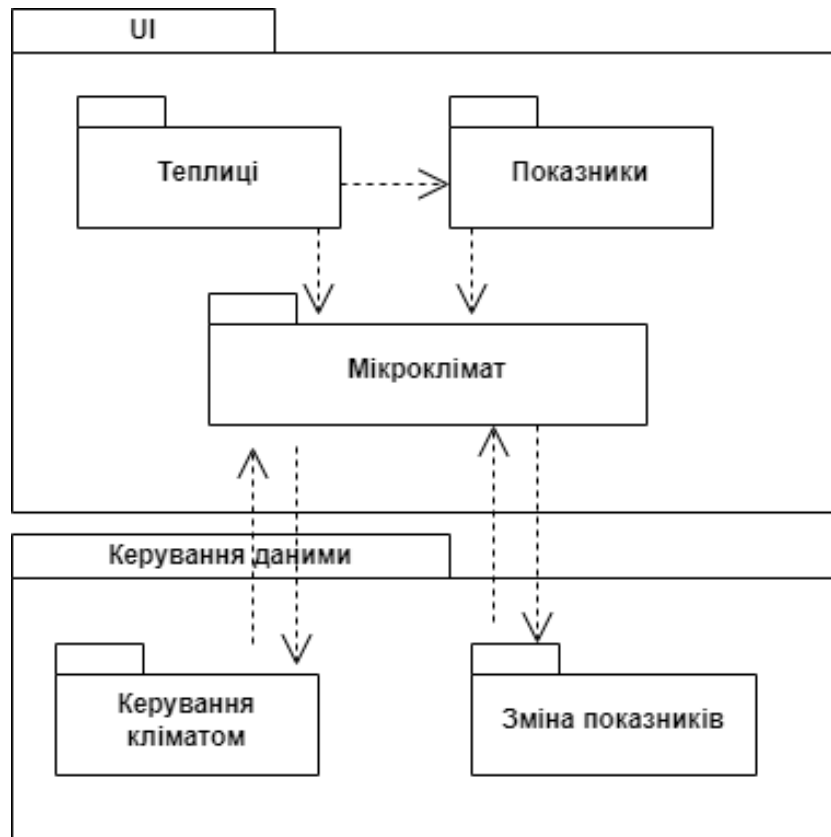 UI
Теплиці
Показники
Мікроклімат
Керування даними
Керування
кліматом
Зміна показників